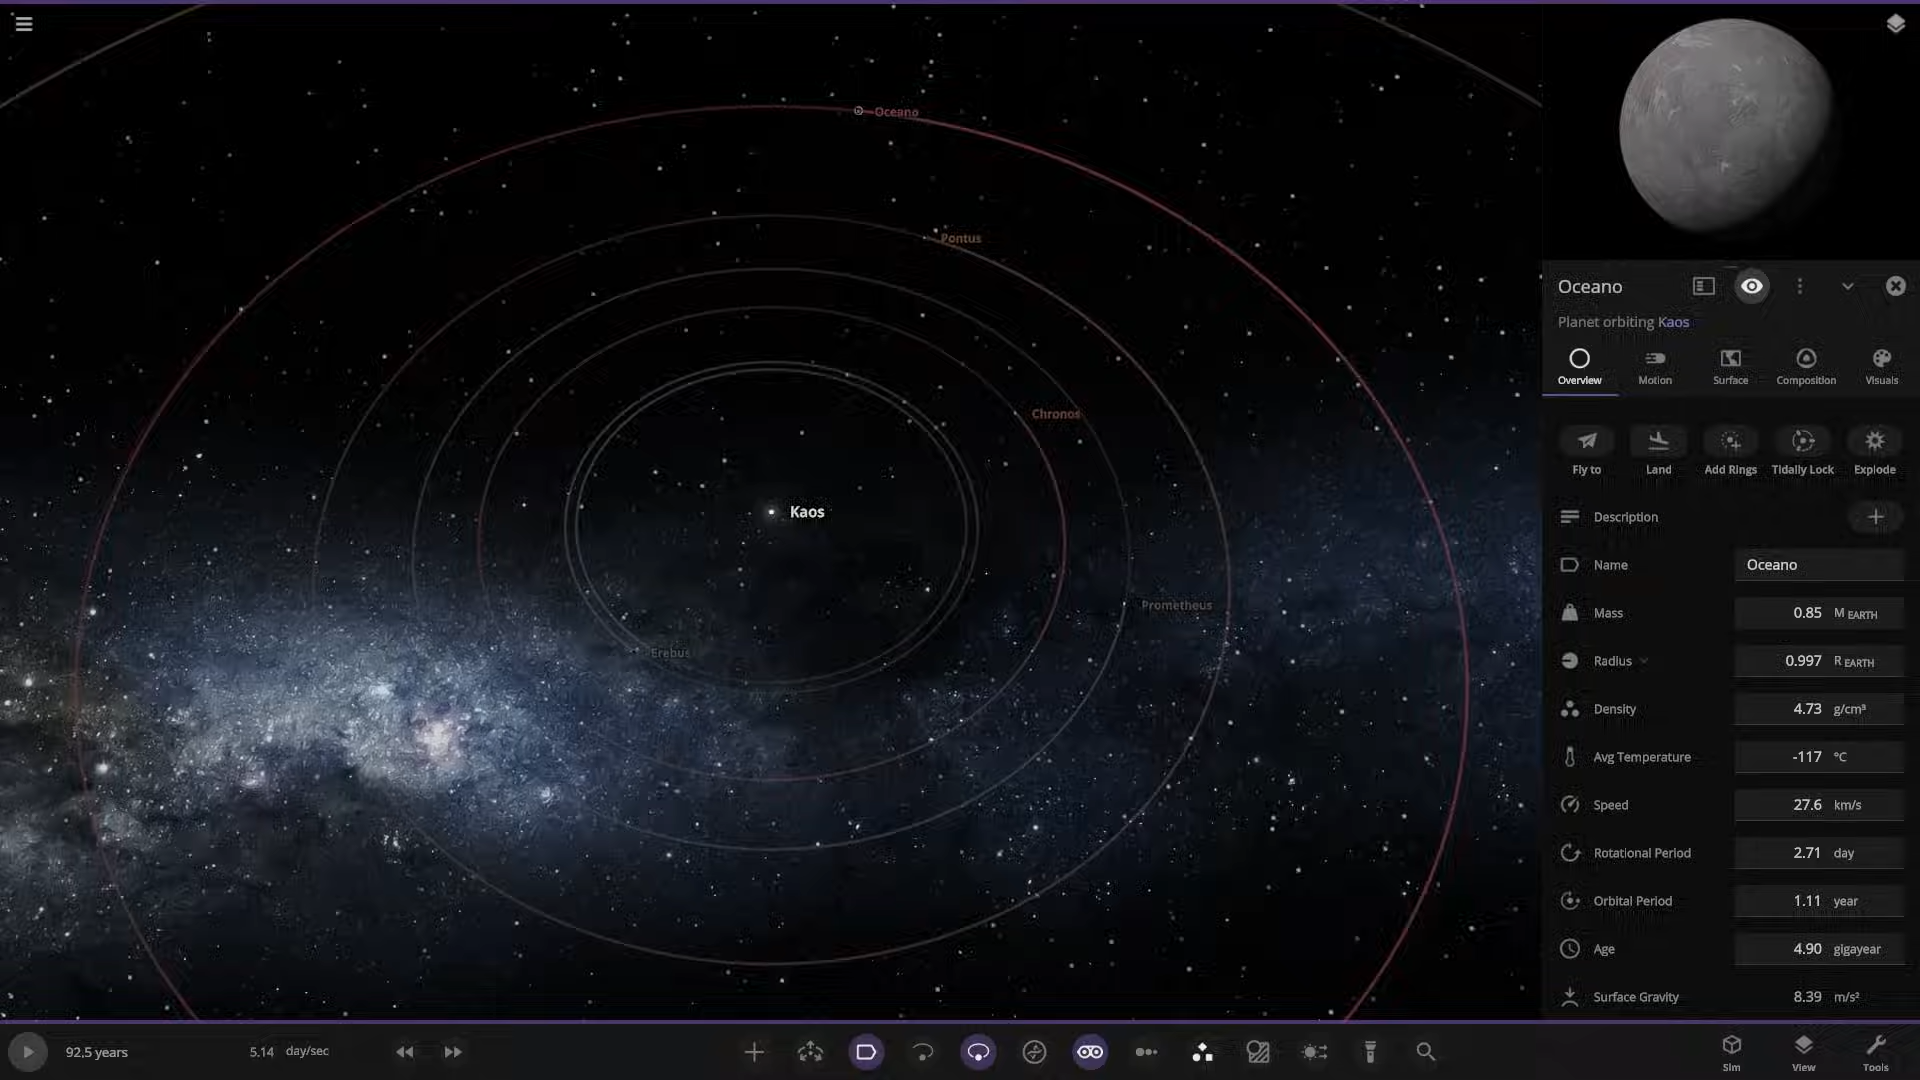 Oceano
Pontus
Chronos
Kaos
Prometheus
Erebus
Oceano
Planet orbiting Kaos
Overview
Motion
Surface
Composition
Visuals
Fly to
Land
Add Rings
Tidally Lock
Explode
Description
Name Oceano
Mass 0.85 M EARTH
Radius 0.997 R EARTH
Density 4.73 g/cm³
Avg Temperature -117 °C
Speed 27.6 km/s
Rotational Period 2.71 day
Orbital Period 1.11 year
Age 4.90 gigayear
Surface Gravity 8.39 m/s²
92.5 years
5.14 day/sec
Sim
View
Tools